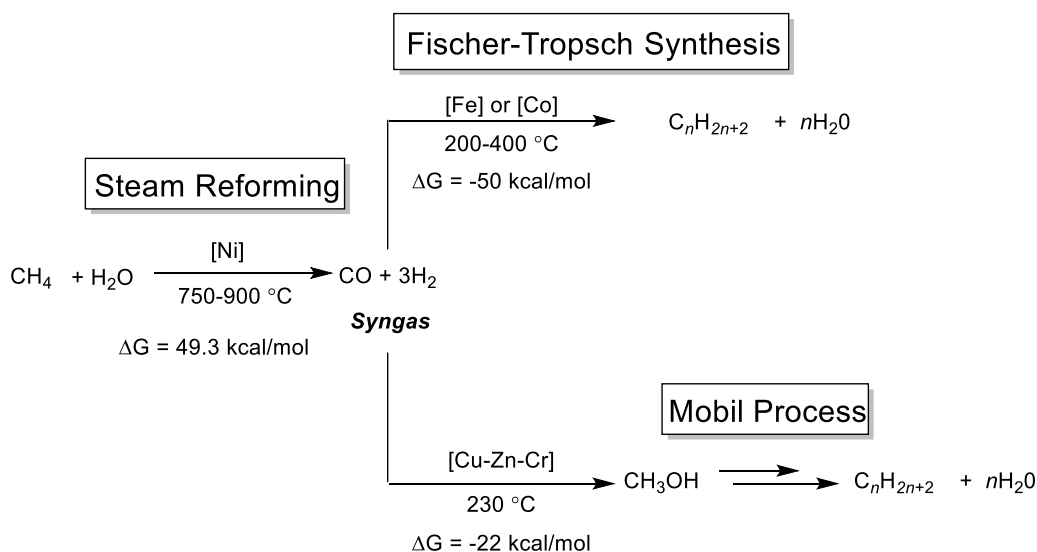 Fischer-Tropsch Synthesis
[Fe] or [Co]
200-400 °C
ΔG = -50 kcal/mol
CₙH₂ₙ₊₂ + nH₂0
Steam Reforming
CH₄ + H₂O
[Ni]
750-900 °C
ΔG = 49.3 kcal/mol
CO + 3H₂
Syngas
Mobil Process
[Cu-Zn-Cr]
230 °C
ΔG = -22 kcal/mol
CH₃OH
CₙH₂ₙ₊₂ + nH₂0